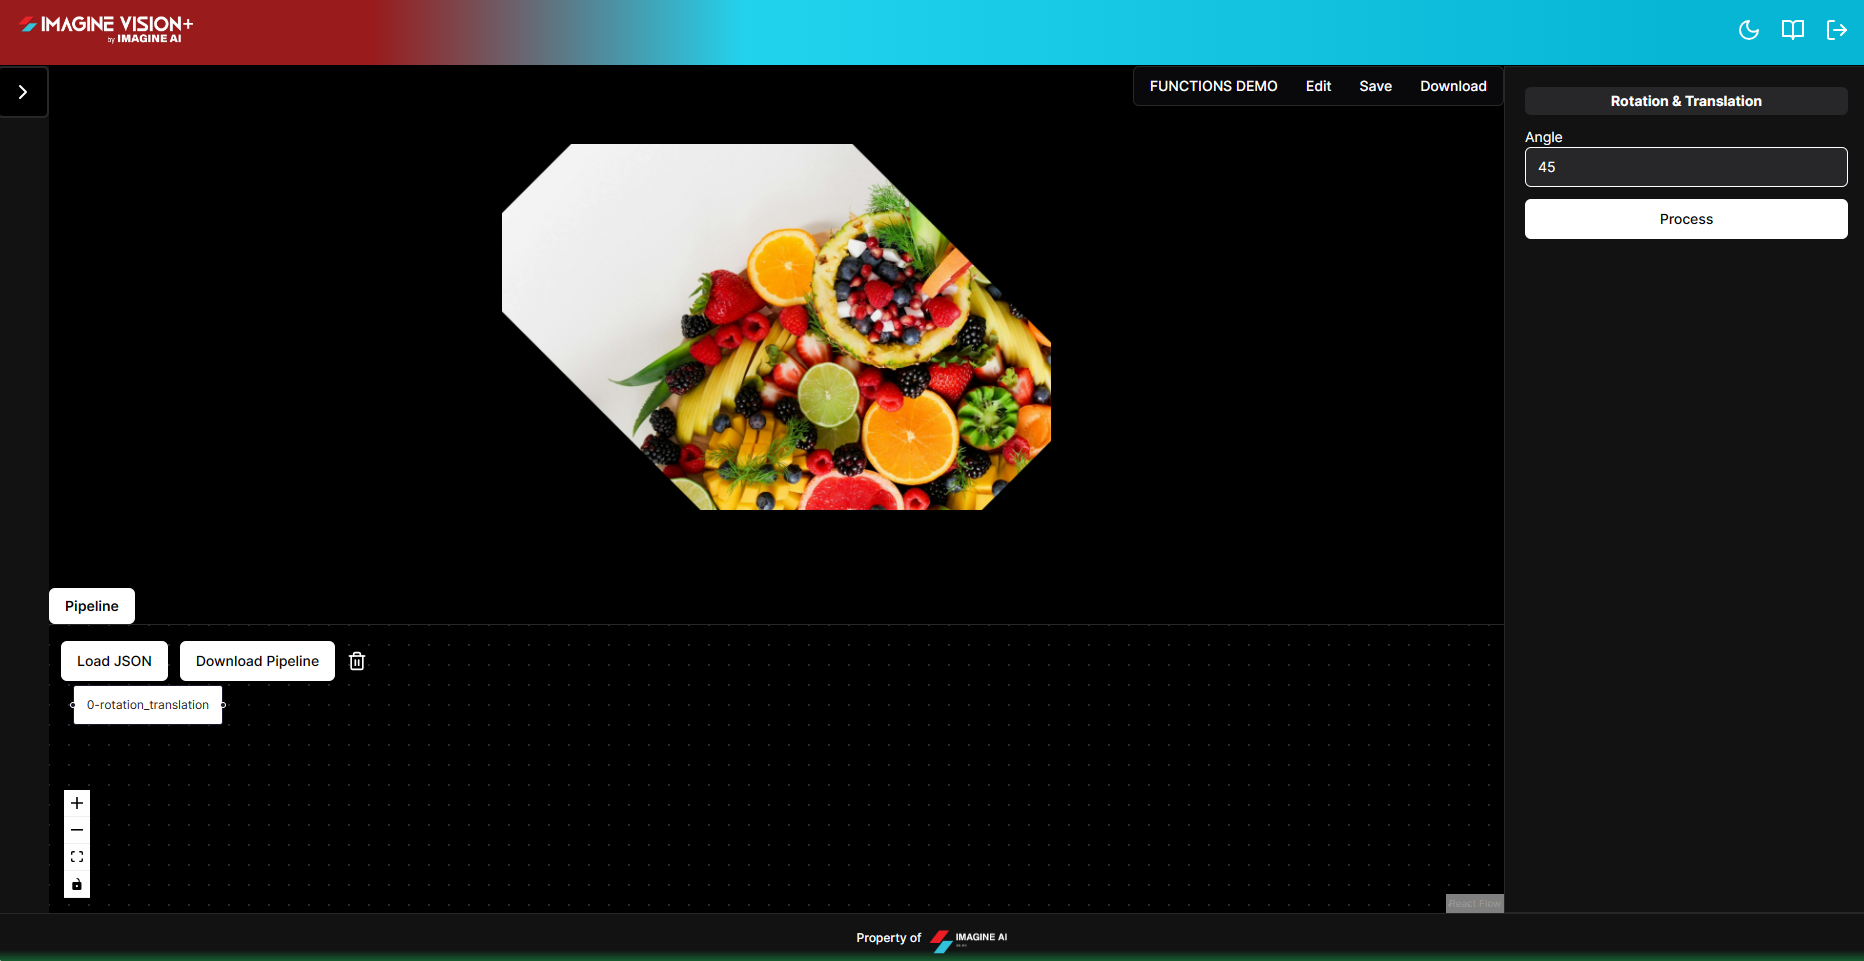 IMAGINE VISION+
by IMAGINE AI
FUNCTIONS DEMO Edit Save Download
Rotation & Translation
Angle
45
Process
Pipeline
Load JSON Download Pipeline
0-rotation_translation
React Flow
Property of IMAGINE AI